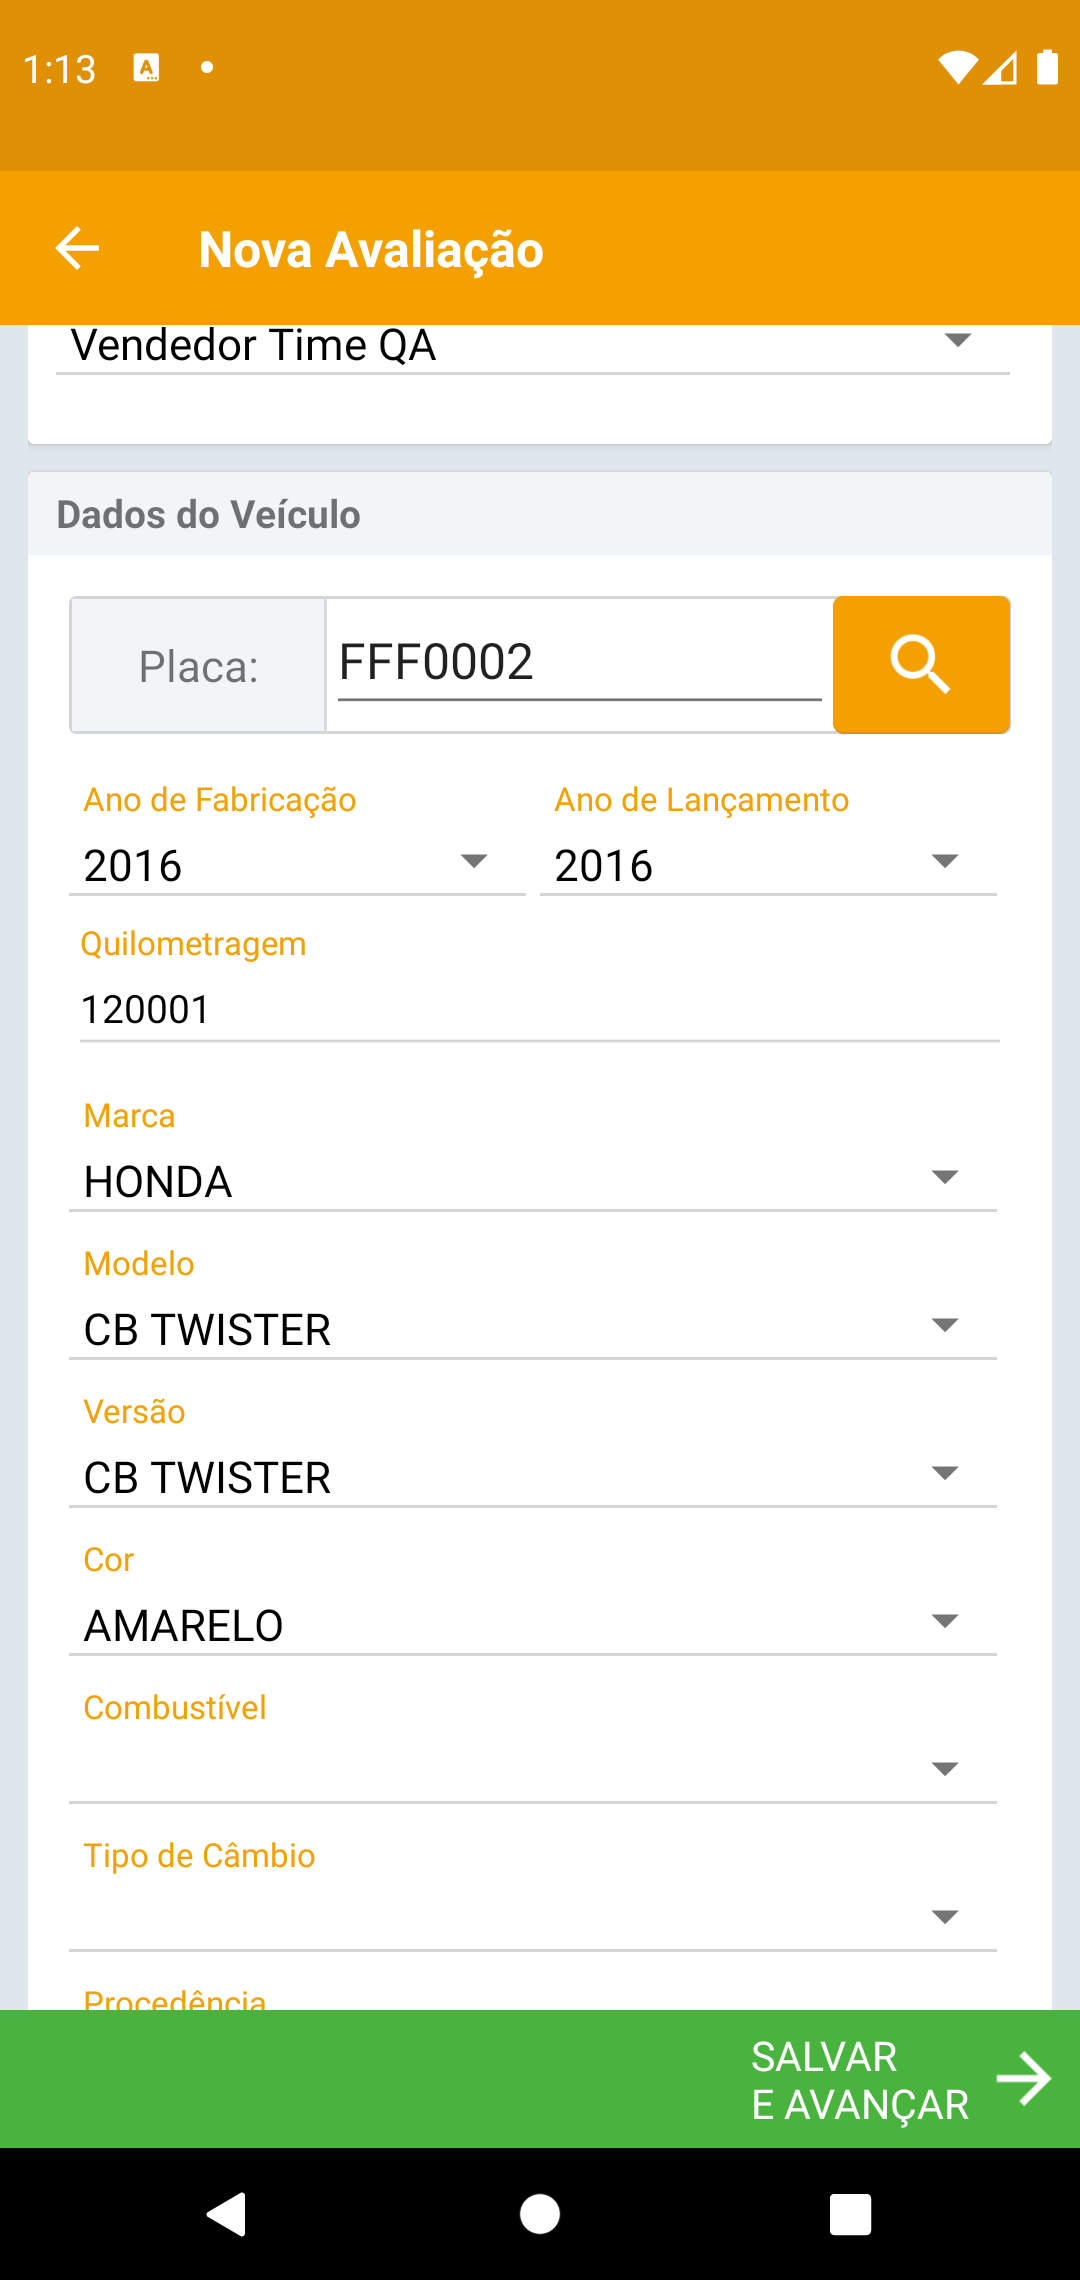 1:13
Nova Avaliação
Vendedor Time QA
Dados do Veículo
Placa: FFF0002
Ano de Fabricação Ano de Lançamento
2016 2016
Quilometragem
120001
Marca
HONDA
Modelo
CB TWISTER
Versão
CB TWISTER
Cor
AMARELO
Combustível
Tipo de Câmbio
Procedência
SALVAR
E AVANÇAR